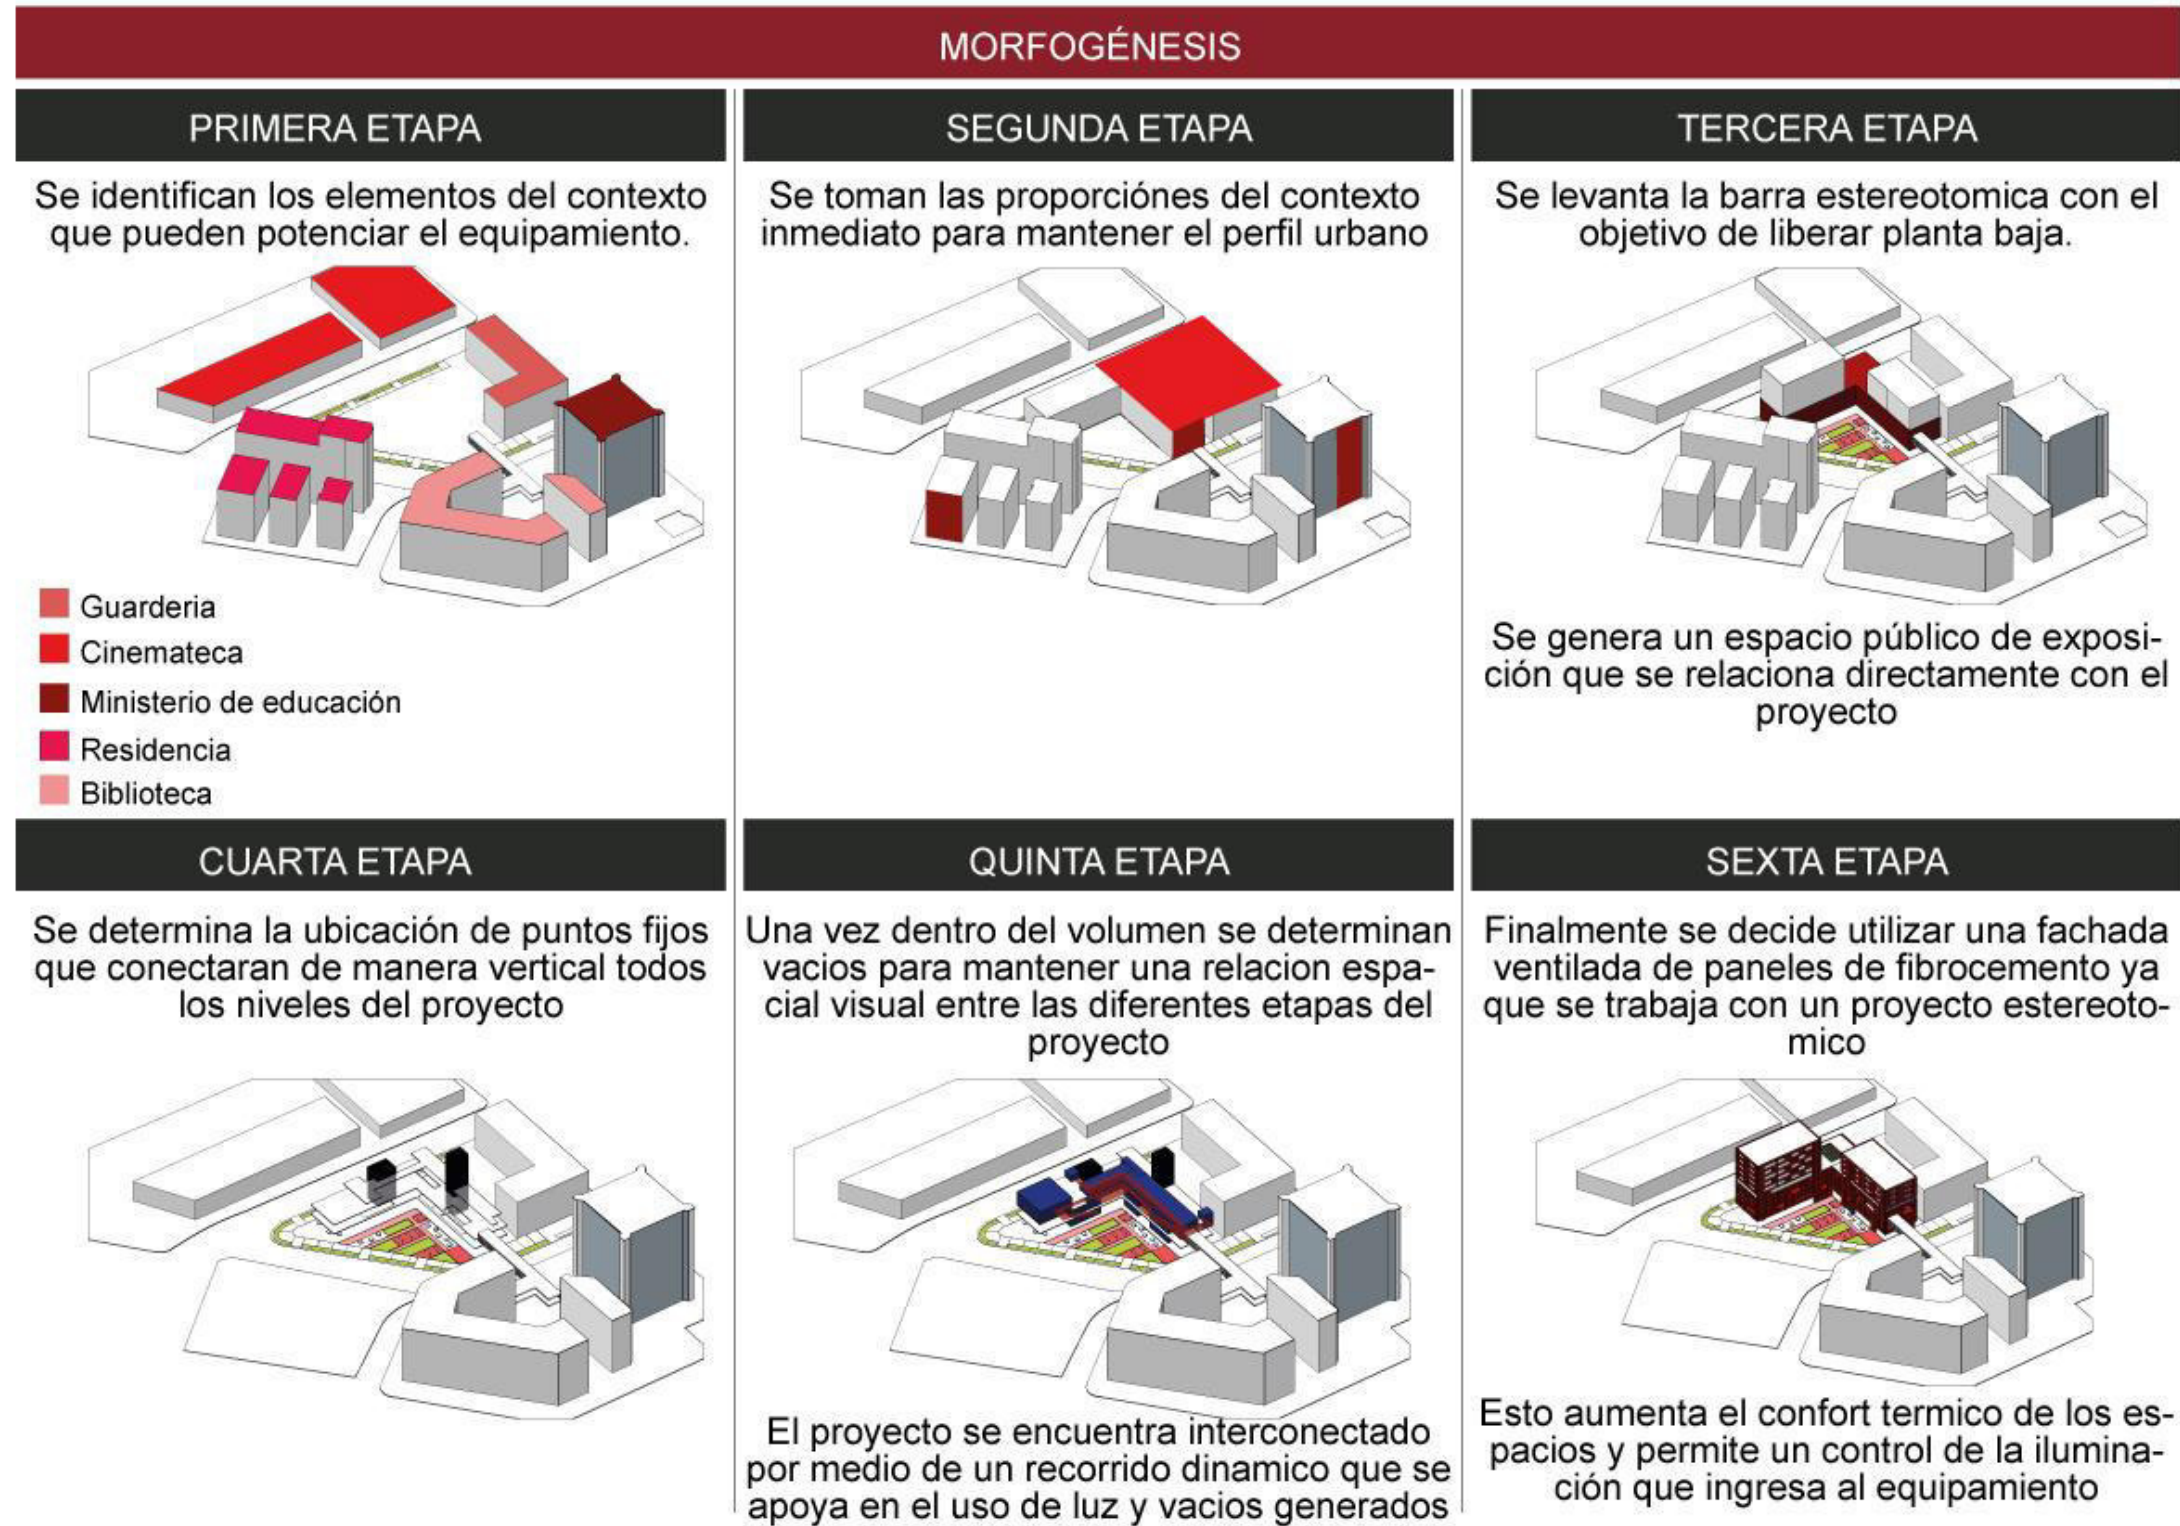 MORFOGÉNESIS
PRIMERA ETAPA
Se identifican los elementos del contexto
que pueden potenciar el equipamiento.
Guarderia
Cinemateca
Ministerio de educación
Residencia
Biblioteca
SEGUNDA ETAPA
Se toman las proporciónes del contexto
inmediato para mantener el perfil urbano
TERCERA ETAPA
Se levanta la barra estereotomica con el
objetivo de liberar planta baja.
Se genera un espacio público de exposi-
ción que se relaciona directamente con el
proyecto
CUARTA ETAPA
Se determina la ubicación de puntos fijos
que conectaran de manera vertical todos
los niveles del proyecto
QUINTA ETAPA
Una vez dentro del volumen se determinan
vacios para mantener una relacion espa-
cial visual entre las diferentes etapas del
proyecto
El proyecto se encuentra interconectado
por medio de un recorrido dinamico que se
apoya en el uso de luz y vacios generados
SEXTA ETAPA
Finalmente se decide utilizar una fachada
ventilada de paneles de fibrocemento ya
que se trabaja con un proyecto estereoto-
mico
Esto aumenta el confort termico de los es-
pacios y permite un control de la ilumina-
ción que ingresa al equipamiento